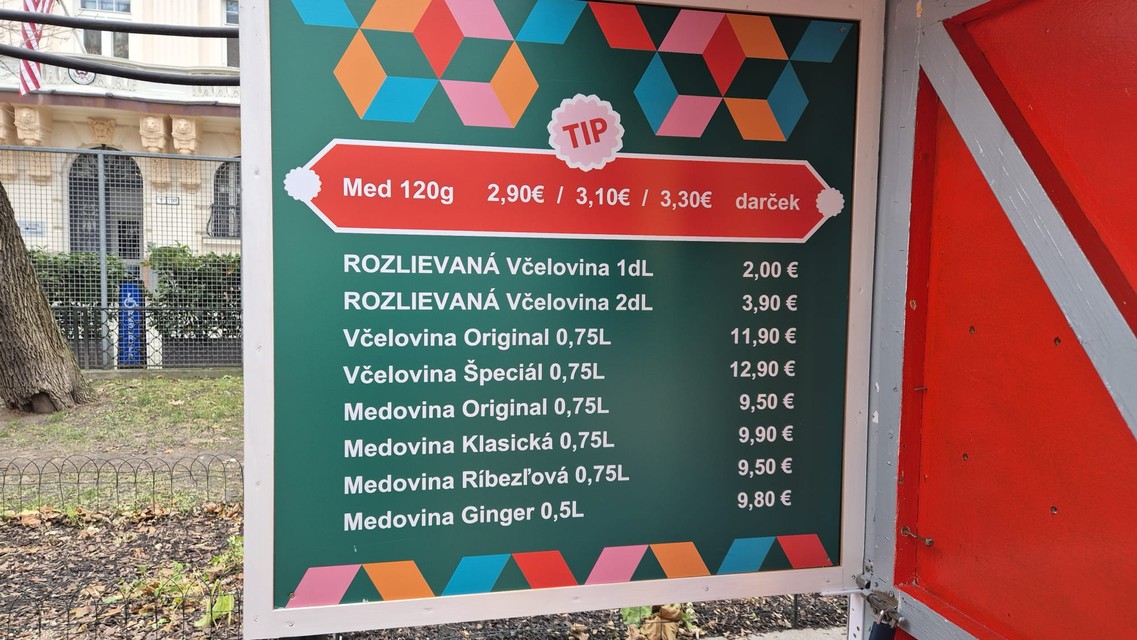 TIP
Med 120g 2,90€ / 3,10€ / 3,30€ darček
ROZLIEVANÁ Včelovina 1dL 2,00 €
ROZLIEVANÁ Včelovina 2dL 3,90 €
Včelovina Original 0,75L 11,90 €
Včelovina Špeciál 0,75L 12,90 €
Medovina Original 0,75L 9,50 €
Medovina Klasická 0,75L 9,90 €
Medovina Ríbezľová 0,75L 9,50 €
Medovina Ginger 0,5L 9,80 €